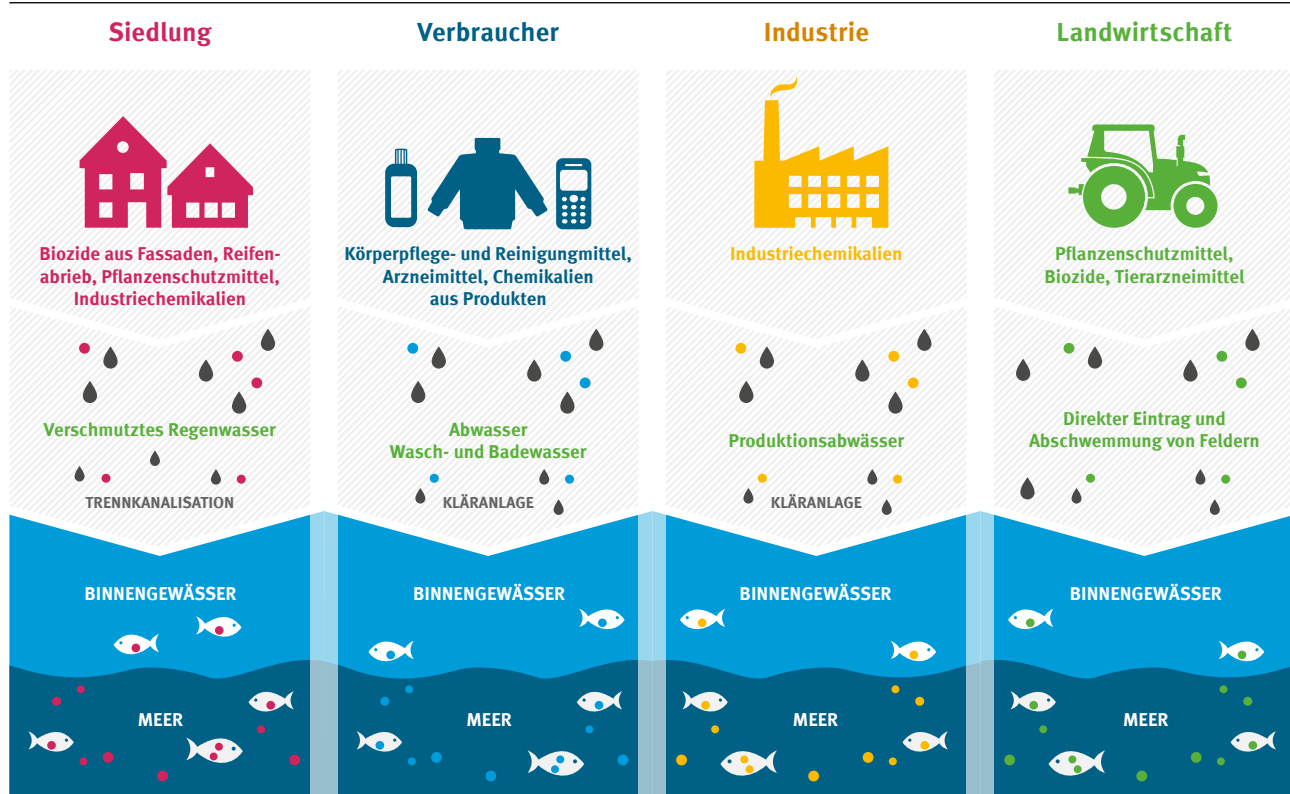 Siedlung
Biozide aus Fassaden, Reifen-
abrieb, Pflanzenschutzmittel,
Industriechemikalien
Verschmutztes Regenwasser
TRENNKANALISATION
BINNENGEWÄSSER
MEER
Verbraucher
Körperpflege- und Reinigungmittel,
Arzneimittel, Chemikalien
aus Produkten
Abwasser
Wasch- und Badewasser
KLÄRANLAGE
BINNENGEWÄSSER
MEER
Industrie
Industriechemikalien
Produktionsabwässer
KLÄRANLAGE
BINNENGEWÄSSER
MEER
Landwirtschaft
Pflanzenschutzmittel,
Biozide, Tierarzneimittel
Direkter Eintrag und
Abschwemmung von Feldern
BINNENGEWÄSSER
MEER